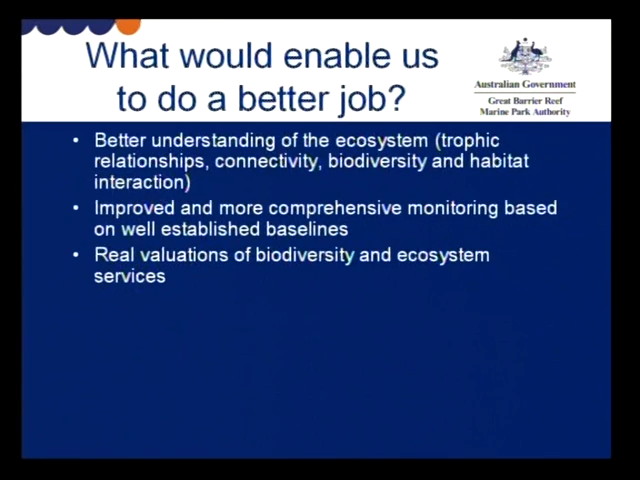 What would enable us
to do a better job?
Australian Government
Great Barrier Reef
Marine Park Authority
• Better understanding of the ecosystem (trophic
relationships, connectivity, biodiversity and habitat
interaction)
• Improved and more comprehensive monitoring based
on well established baselines
• Real valuations of biodiversity and ecosystem
services